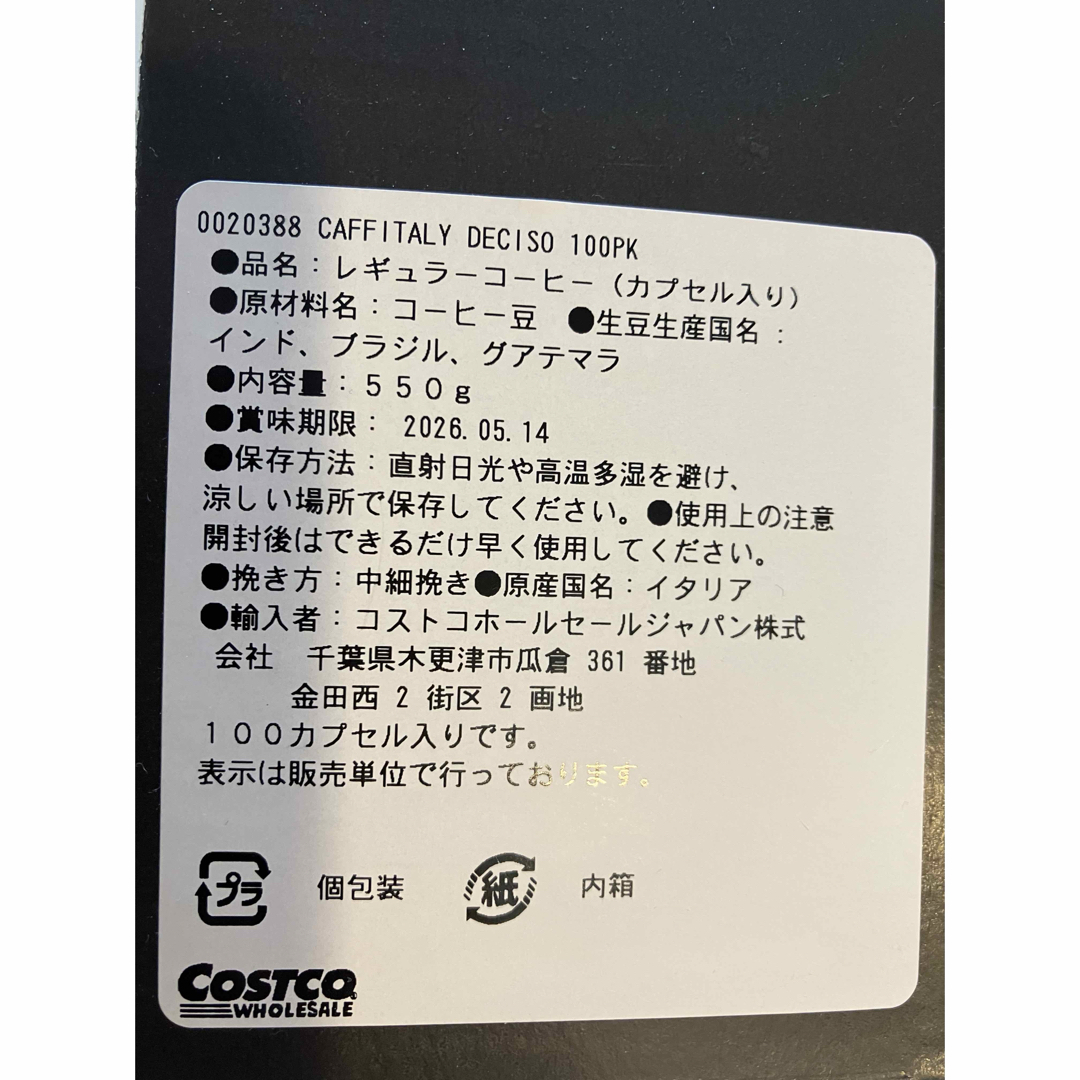 0020388 CAFFITALY DECISO 100PK
●品名：レギュラーコーヒー（カプセル入り）
●原材料名：コーヒー豆　●生豆生産国名：
インド、ブラジル、グアテマラ
●内容量：５５０ｇ
●賞味期限： 2026.05.14
●保存方法：直射日光や高温多湿を避け、
涼しい場所で保存してください。●使用上の注意
開封後はできるだけ早く使用してください。
●挽き方：中細挽き●原産国名：イタリア
●輸入者：コストコホールセールジャパン株式
会社　千葉県木更津市瓜倉 361 番地
金田西 2 街区 2 画地
１００カプセル入りです。
表示は販売単位で行っております。
プラ　個包装　紙　内箱
COSTCO
WHOLESALE